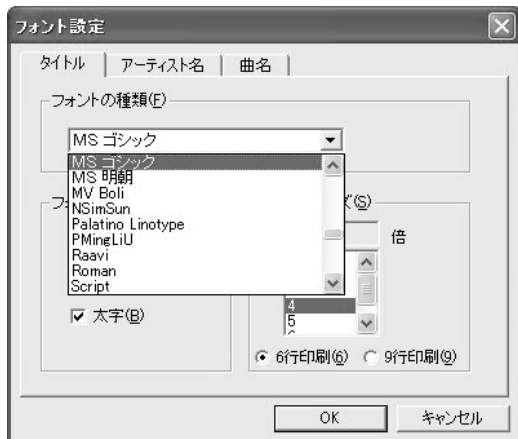 フォント設定
タイトル
アーティスト名
曲名
フォントの種類(F)
MS ゴシック
MS ゴシック
MS 明朝
MV Boli
NSimSun
Palatino Linotype
PMingLiU
Raavi
Roman
Script
フ
ズ(S)
倍
4
5
太字(B)
6行印刷(6)
9行印刷(9)
OK
キャンセル